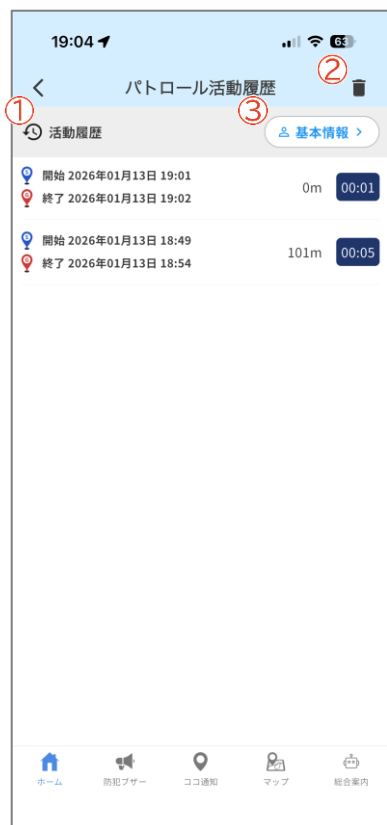 19:04
63
②
パトロール活動履歴
①
③
活動履歴
基本情報
開始 2026年01月13日 19:01
終了 2026年01月13日 19:02
0m
00:01
開始 2026年01月13日 18:49
終了 2026年01月13日 18:54
101m
00:05
ホーム
防犯ブザー
ココ通知
マップ
総合案内